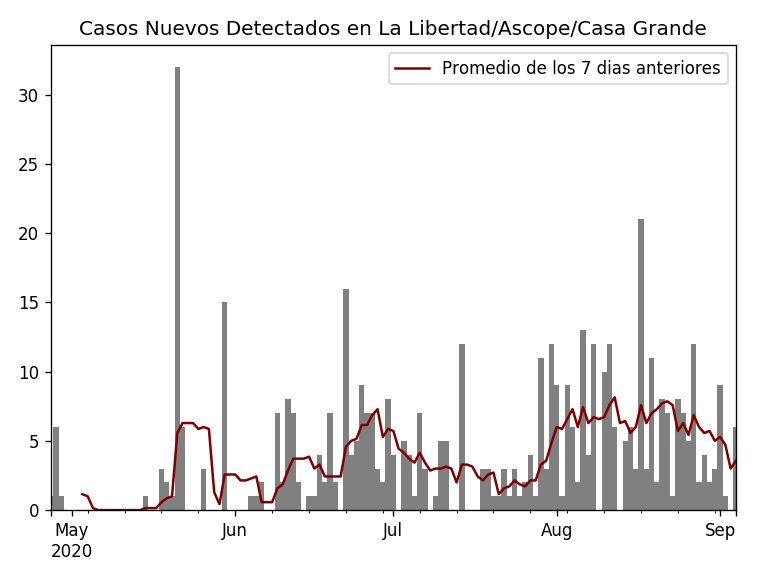 Casos Nuevos Detectados en La Libertad/Ascope/Casa Grande
Promedio de los 7 dias anteriores
30
25
20
15
10
5
0
May Jun Jul Aug Sep
2020